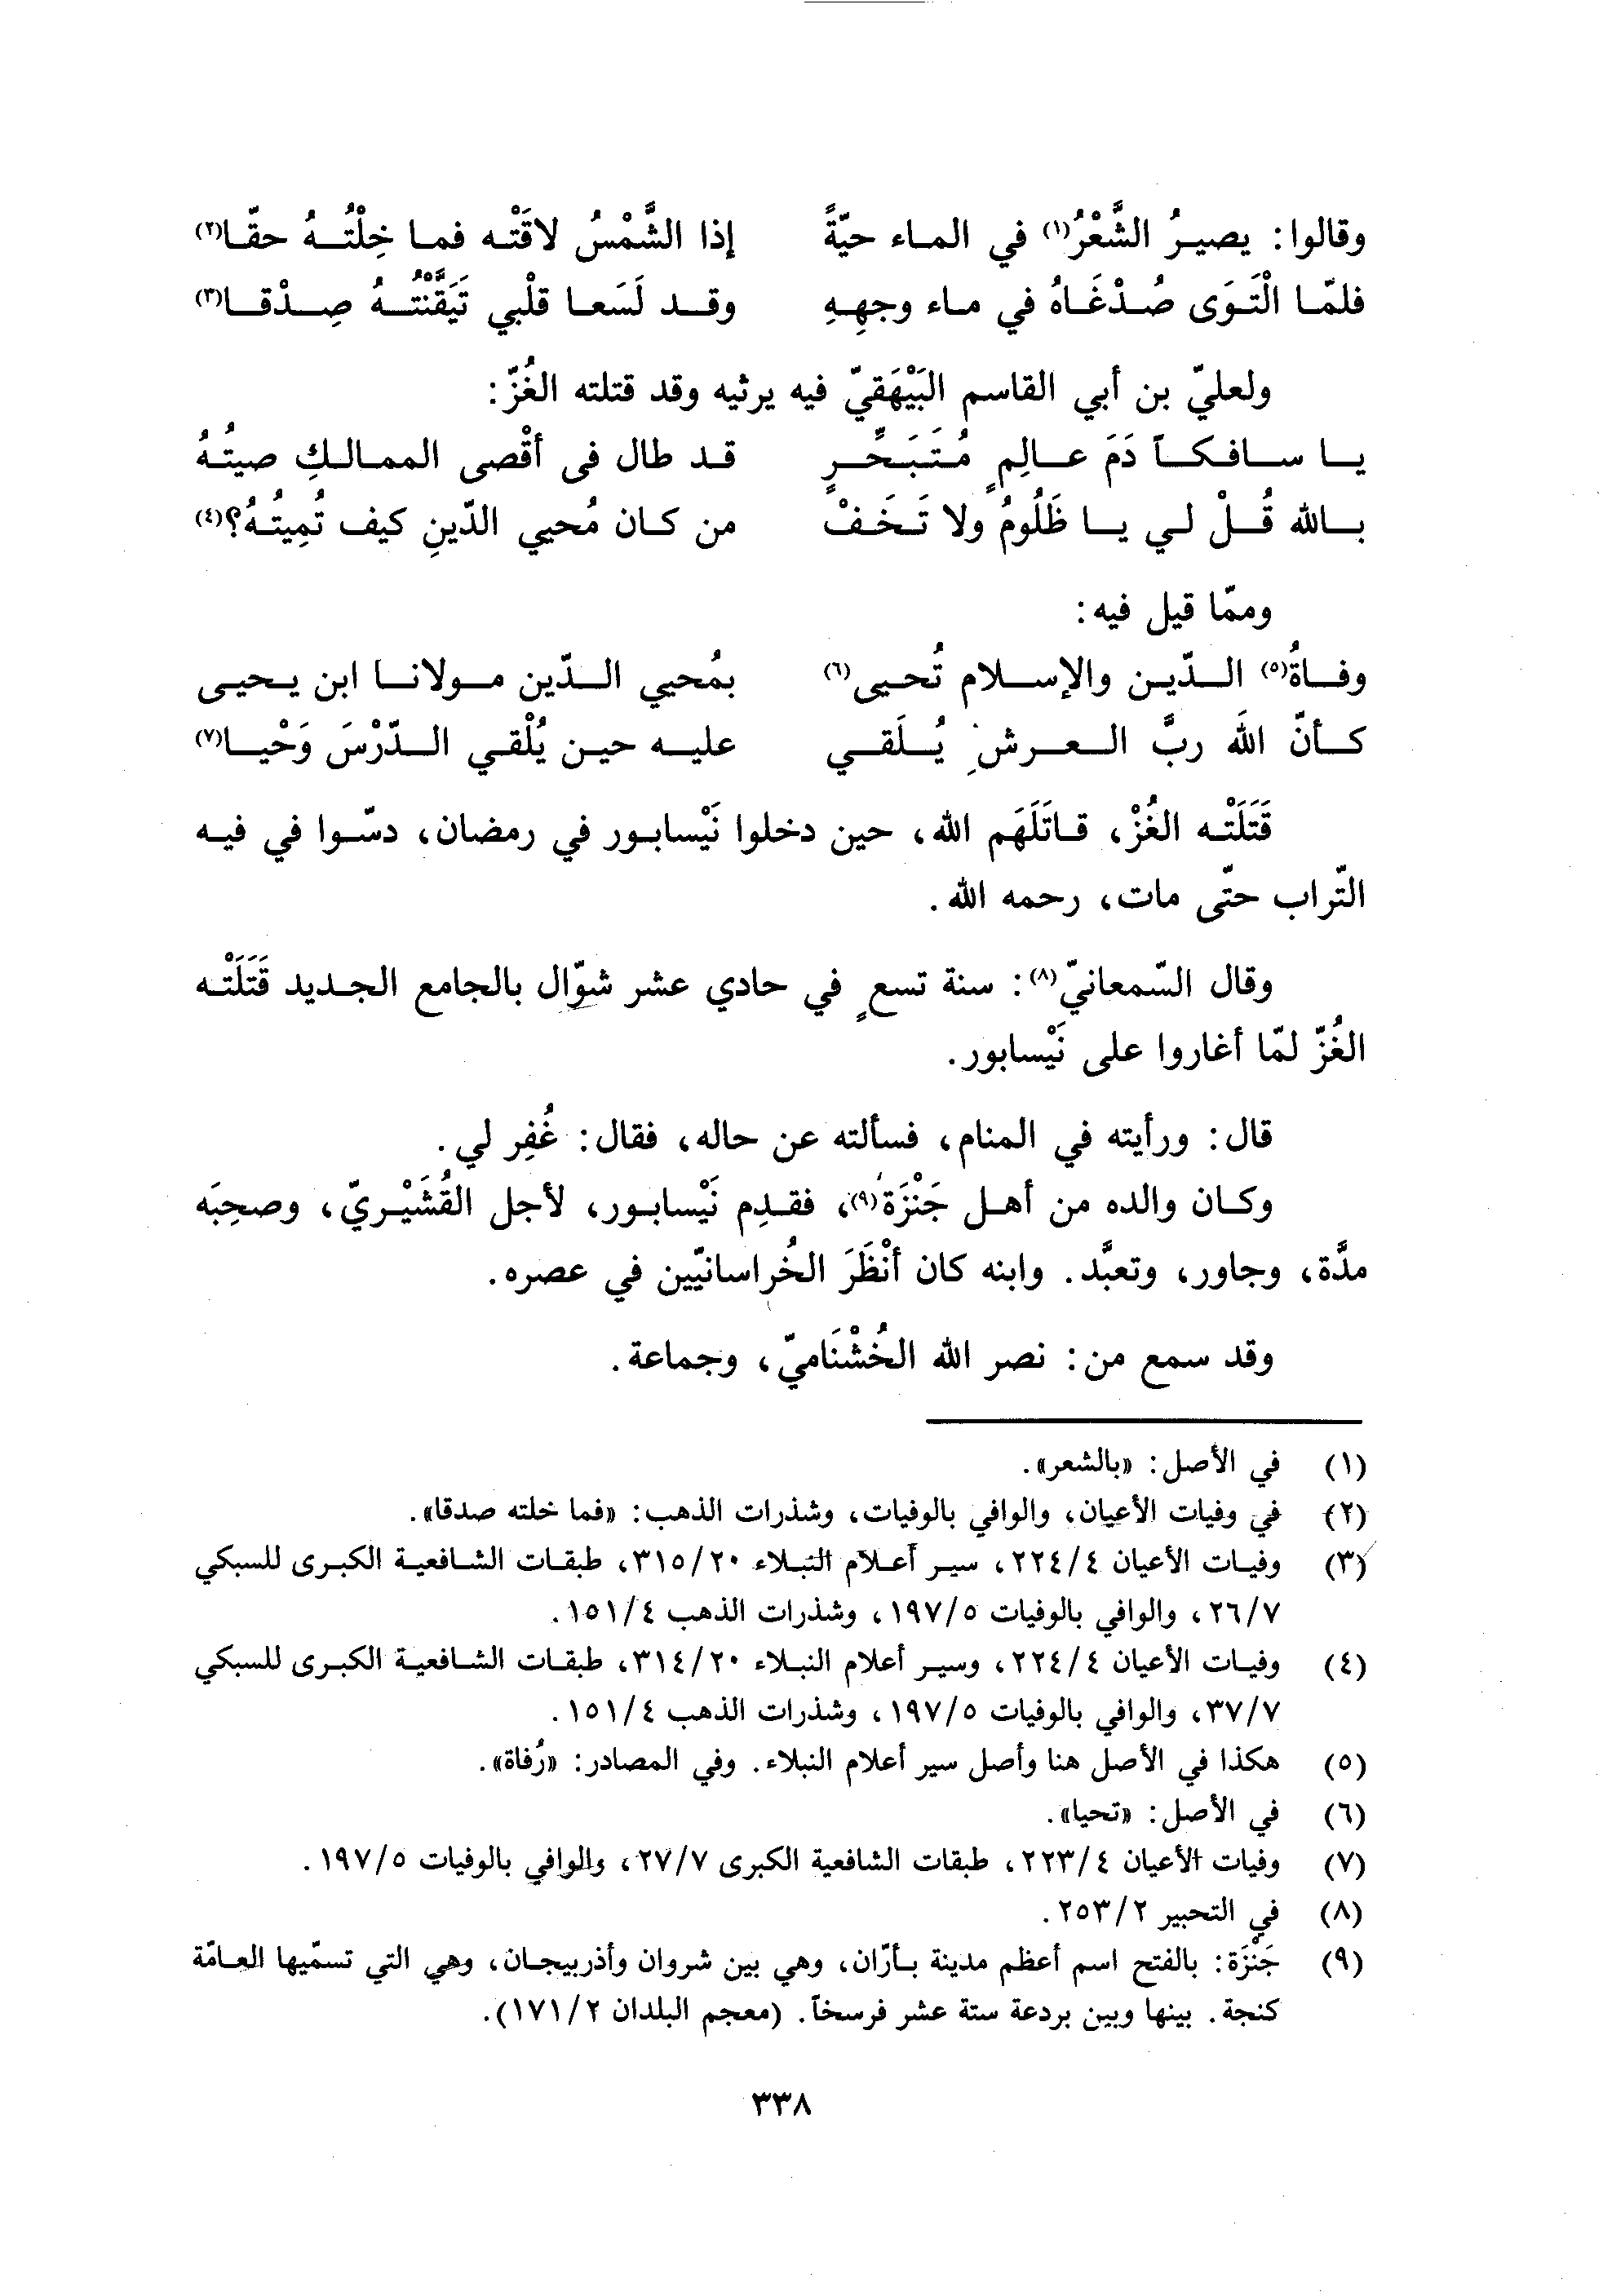 وقالوا: يصيرُ الشَّعْرُ(١) في الماء حيّةً إذا الشَّمْسُ لاقَتْه فما خِلْتُهُ حقّا(٢)
فلمّا الْتَوَى صُدْغَاهُ في ماء وجهِهِ وقد لَسَعا قلْبي تَيَقَّنْتُهُ صِدْقا(٣)
ولعليّ بن أبي القاسم البَيْهَقيّ فيه يرثيه وقد قتلته الغُزّ:
يا سافكاً دَمَ عالِمٍ مُتَبَحِّرٍ قد طال فى أقْصى الممالكِ صيتُهُ
بالله قُلْ لي يا ظَلُومُ ولا تَخَفْ من كان مُحيي الدّينِ كيف تُمِيتُهُ؟(٤)
وممّا قيل فيه:
وفاةُ(٥) الدّين والإسلام تُحيى(٦) بمُحيي الدّين مولانا ابن يحيى
كأنّ اللَه ربَّ العرشِ يُلَقي عليه حين يُلْقي الدّرْسَ وَحْيا(٧)
قَتَلَتْه الغُزْ، قاتَلَهَم الله، حين دخلوا نَيْسابور في رمضان، دسّوا في فيه
التّراب حتّى مات، رحمه الله.
وقال السّمعانيّ(٨): سنة تسعٍ في حادي عشر شوّال بالجامع الجديد قَتَلَتْه
الغُزّ لمّا أغاروا على نَيْسابور.
قال: ورأيته في المنام، فسألته عن حاله، فقال: غُفِر لي.
وكان والده من أهل جَنْزَة(٩)، فقدِم نَيْسابور، لأجل القُشَيْريّ، وصحِبَه
مدَّة، وجاور، وتعبَّد. وابنه كان أنْظَرَ الخُراسانيّين في عصره.
وقد سمع من: نصر الله الخُشْنَاميّ، وجماعة.
(١) في الأصل: «بالشعر».
(٢) في وفيات الأعيان، والوافي بالوفيات، وشذرات الذهب: «فما خلته صدقا».
(٣) وفيات الأعيان ٢٢٤/٤، سير أعلام النبلاء ٣١٥/٢٠، طبقات الشافعية الكبرى للسبكي
٢٦/٧، والوافي بالوفيات ١٩٧/٥، وشذرات الذهب ١٥١/٤.
(٤) وفيات الأعيان ٢٢٤/٤، وسير أعلام النبلاء ٣١٤/٢٠، طبقات الشافعية الكبرى للسبكي
٣٧/٧، والوافي بالوفيات ١٩٧/٥، وشذرات الذهب ١٥١/٤.
(٥) هكذا في الأصل هنا وأصل سير أعلام النبلاء. وفي المصادر: «رُفاة».
(٦) في الأصل: «تحيا».
(٧) وفيات الأعيان ٢٢٣/٤، طبقات الشافعية الكبرى ٢٧/٧، والوافي بالوفيات ١٩٧/٥.
(٨) في التحبير ٢٥٣/٢.
(٩) جَنْزَة: بالفتح اسم أعظم مدينة بأرّان، وهي بين شروان وأذربيجان، وهي التي تسمّيها العامّة
كنجة. بينها وبين بردعة ستة عشر فرسخاً. (معجم البلدان ١٧١/٢).
٣٣٨